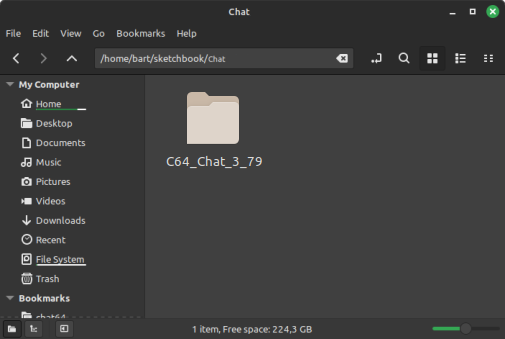 Chat
File Edit View Go Bookmarks Help
/home/bart/sketchbook/Chat
My Computer
Home
Desktop
Documents
Music
Pictures
Videos
Downloads
Recent
File System
Trash
Bookmarks
chat64
C64_Chat_3_79
1 item, Free space: 224,3 GB